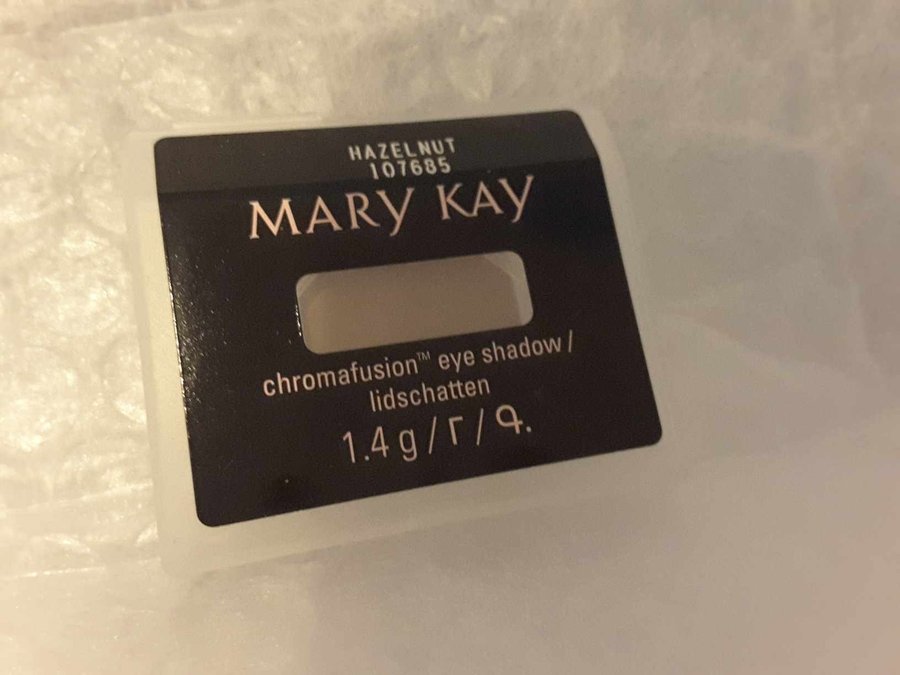 HAZELNUT
107685
MARY KAY
chromafusion™ eye shadow /
lidschatten
1.4 g / г / գ.